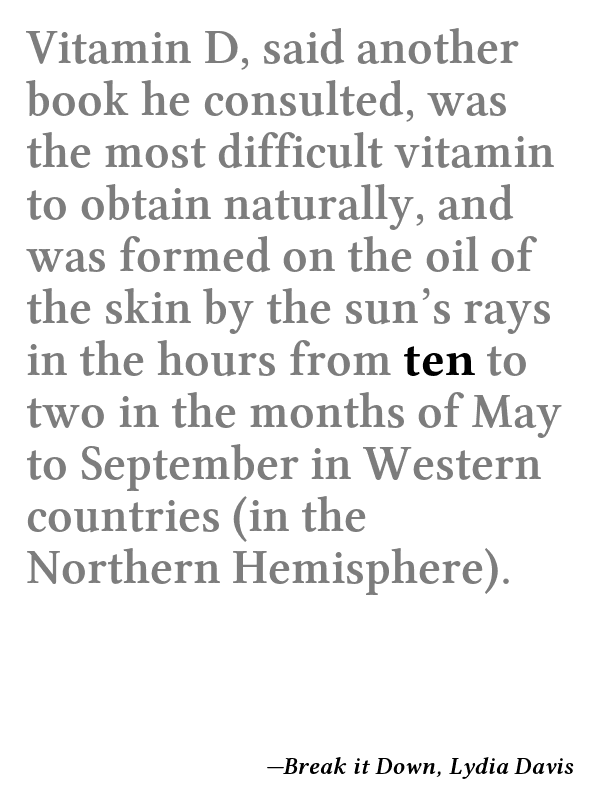 Vitamin D, said another
book he consulted, was
the most difficult vitamin
to obtain naturally, and
was formed on the oil of
the skin by the sun’s rays
in the hours from ten to
two in the months of May
to September in Western
countries (in the
Northern Hemisphere).
—Break it Down, Lydia Davis